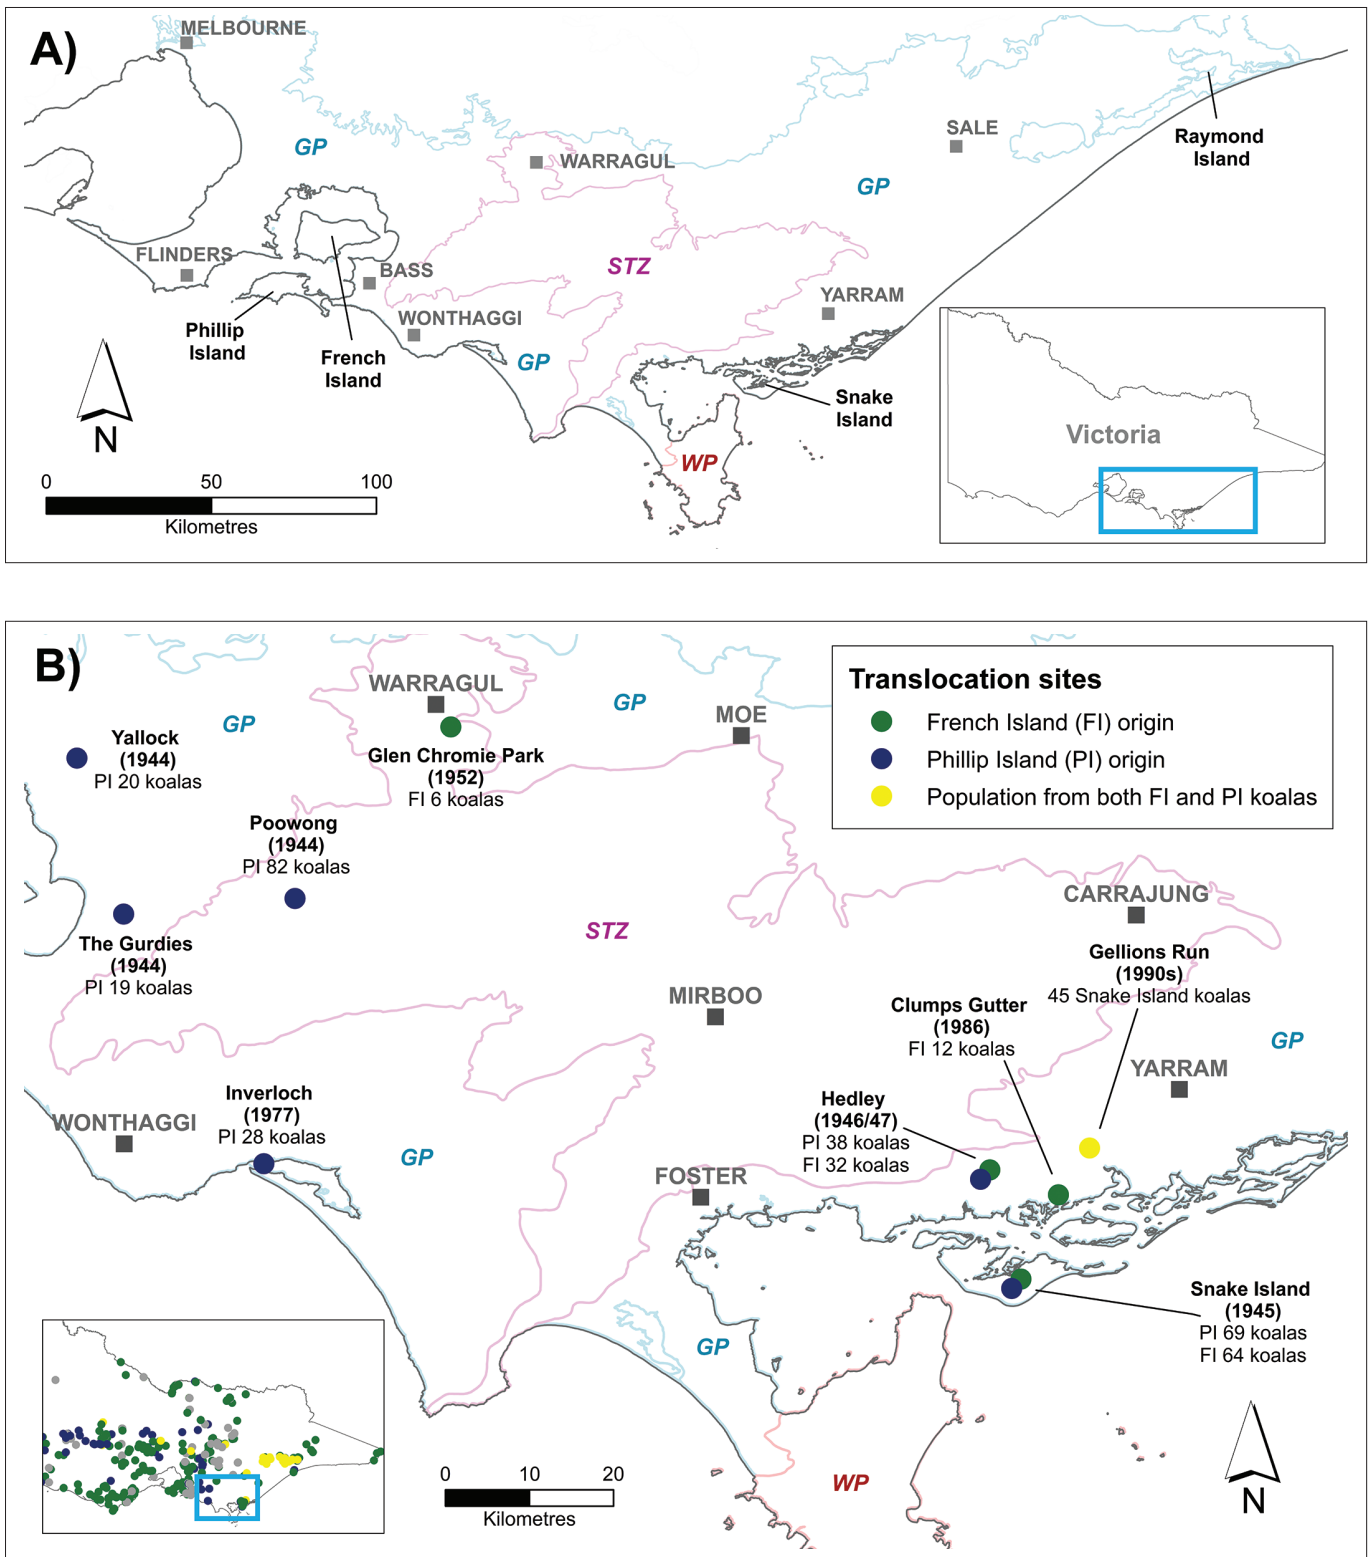 A)
MELBOURNE
GP
WARRAGUL
SALE
Raymond
Island
GP
FLINDERS
BASS
STZ
YARRAM
WONTHAGGI
Phillip
Island
French
Island
GP
Snake
Island
WP
N
0 50 100
Kilometres
Victoria
B)
WARRAGUL
GP
GP
MOE
Translocation sites
French Island (FI) origin
Phillip Island (PI) origin
Population from both FI and PI koalas
Yallock
(1944)
PI 20 koalas
Glen Chromie Park
(1952)
FI 6 koalas
Poowong
(1944)
PI 82 koalas
The Gurdies
(1944)
PI 19 koalas
STZ
CARRAJUNG
Gellions Run
(1990s)
45 Snake Island koalas
MIRBOO
Clumps Gutter
(1986)
FI 12 koalas
GP
YARRAM
Inverloch
(1977)
PI 28 koalas
WONTHAGGI
Hedley
(1946/47)
PI 38 koalas
FI 32 koalas
GP
FOSTER
Snake Island
(1945)
PI 69 koalas
FI 64 koalas
GP
WP
0 10 20
Kilometres
N